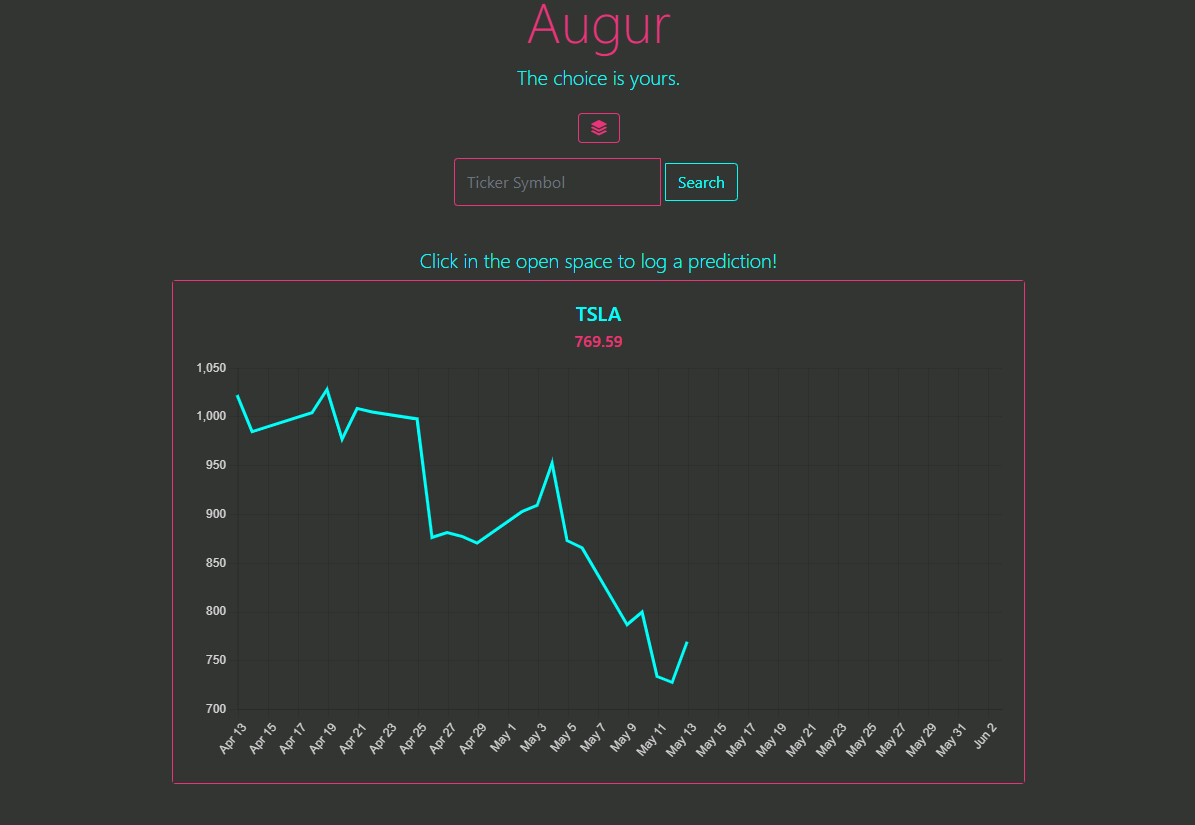 Augur
The choice is yours.
Ticker Symbol
Search
Click in the open space to log a prediction!
TSLA
769.59
1,050
1,000
950
900
850
800
750
700
Apr 13
Apr 15
Apr 17
Apr 19
Apr 21
Apr 23
Apr 25
Apr 27
Apr 29
May 1
May 3
May 5
May 7
May 9
May 11
May 13
May 15
May 17
May 19
May 21
May 23
May 25
May 27
May 29
May 31
Jun 2